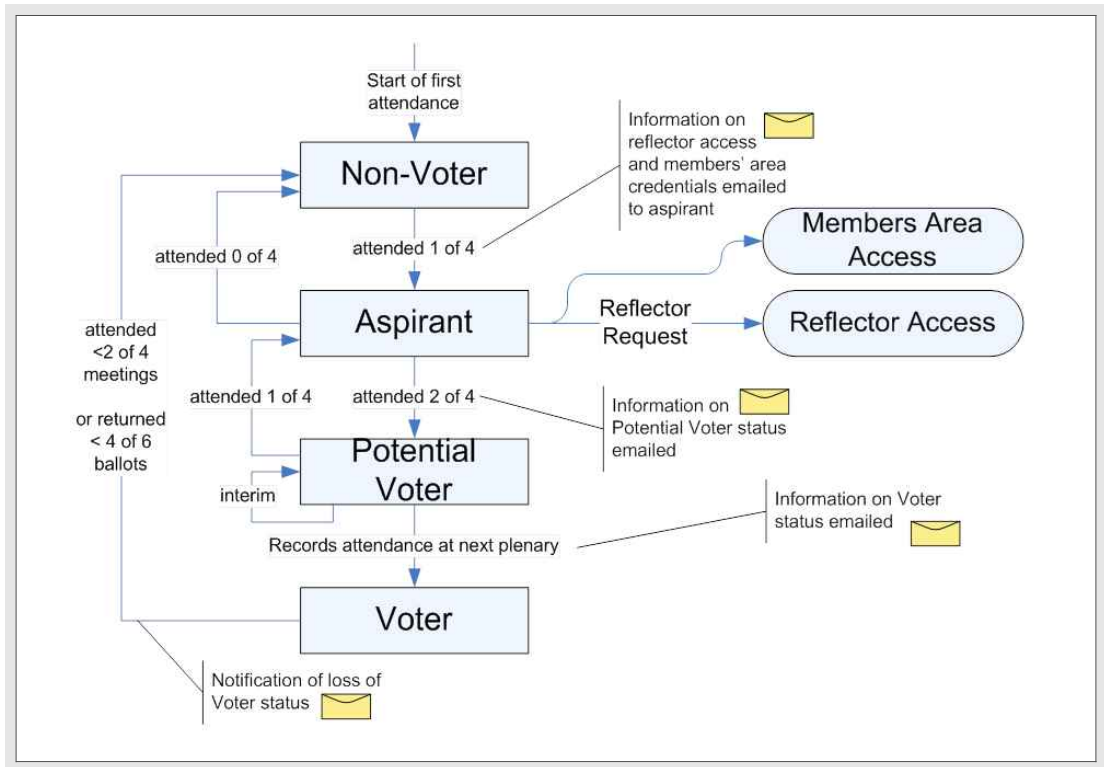 Start of first
attendance
Information on
reflector access
and members' area
credentials emailed
to aspirant
Non-Voter
attended 0 of 4
attended 1 of 4
Members Area
Access
Aspirant
Reflector
Request
Reflector Access
attended
<2 of 4
meetings
or returned
< 4 of 6
ballots
attended 1 of 4
attended 2 of 4
Information on
Potential Voter status
emailed
Potential
Voter
interim
Information on Voter
status emailed
Records attendance at next plenary
Voter
Notification of loss of
Voter status